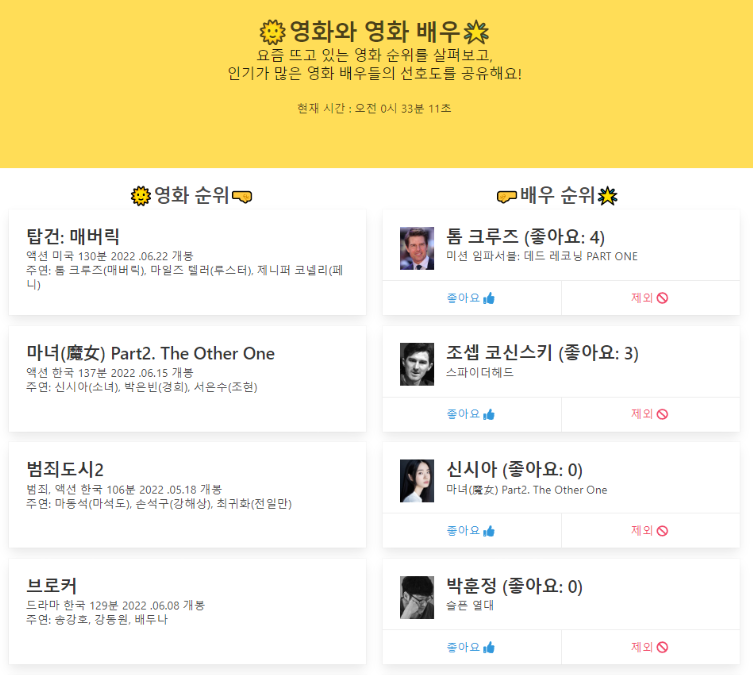 영화와 영화 배우
요즘 뜨고 있는 영화 순위를 살펴보고,
인기가 많은 영화 배우들의 선호도를 공유해요!
현재 시간 : 오전 0시 33분 11초
영화 순위
탑건: 매버릭
액션 미국 130분 2022 .06.22 개봉
주연: 톰 크루즈(매버릭), 마일즈 텔러(루스터), 제니퍼 코넬리(페
니)
마녀(魔女) Part2. The Other One
액션 한국 137분 2022 .06.15 개봉
주연: 신시아(소녀), 박은빈(경희), 서은수(조현)
범죄도시2
범죄, 액션 한국 106분 2022 .05.18 개봉
주연: 마동석(마석도), 손석구(강해상), 최귀화(전일만)
브로커
드라마 한국 129분 2022 .06.08 개봉
주연: 송강호, 강동원, 배두나
배우 순위
톰 크루즈 (좋아요: 4)
미션 임파서블: 데드 레코닝 PART ONE
좋아요
제외
조셉 코신스키 (좋아요: 3)
스파이더헤드
좋아요
제외
신시아 (좋아요: 0)
마녀(魔女) Part2. The Other One
좋아요
제외
박훈정 (좋아요: 0)
슬픈 열대
좋아요
제외